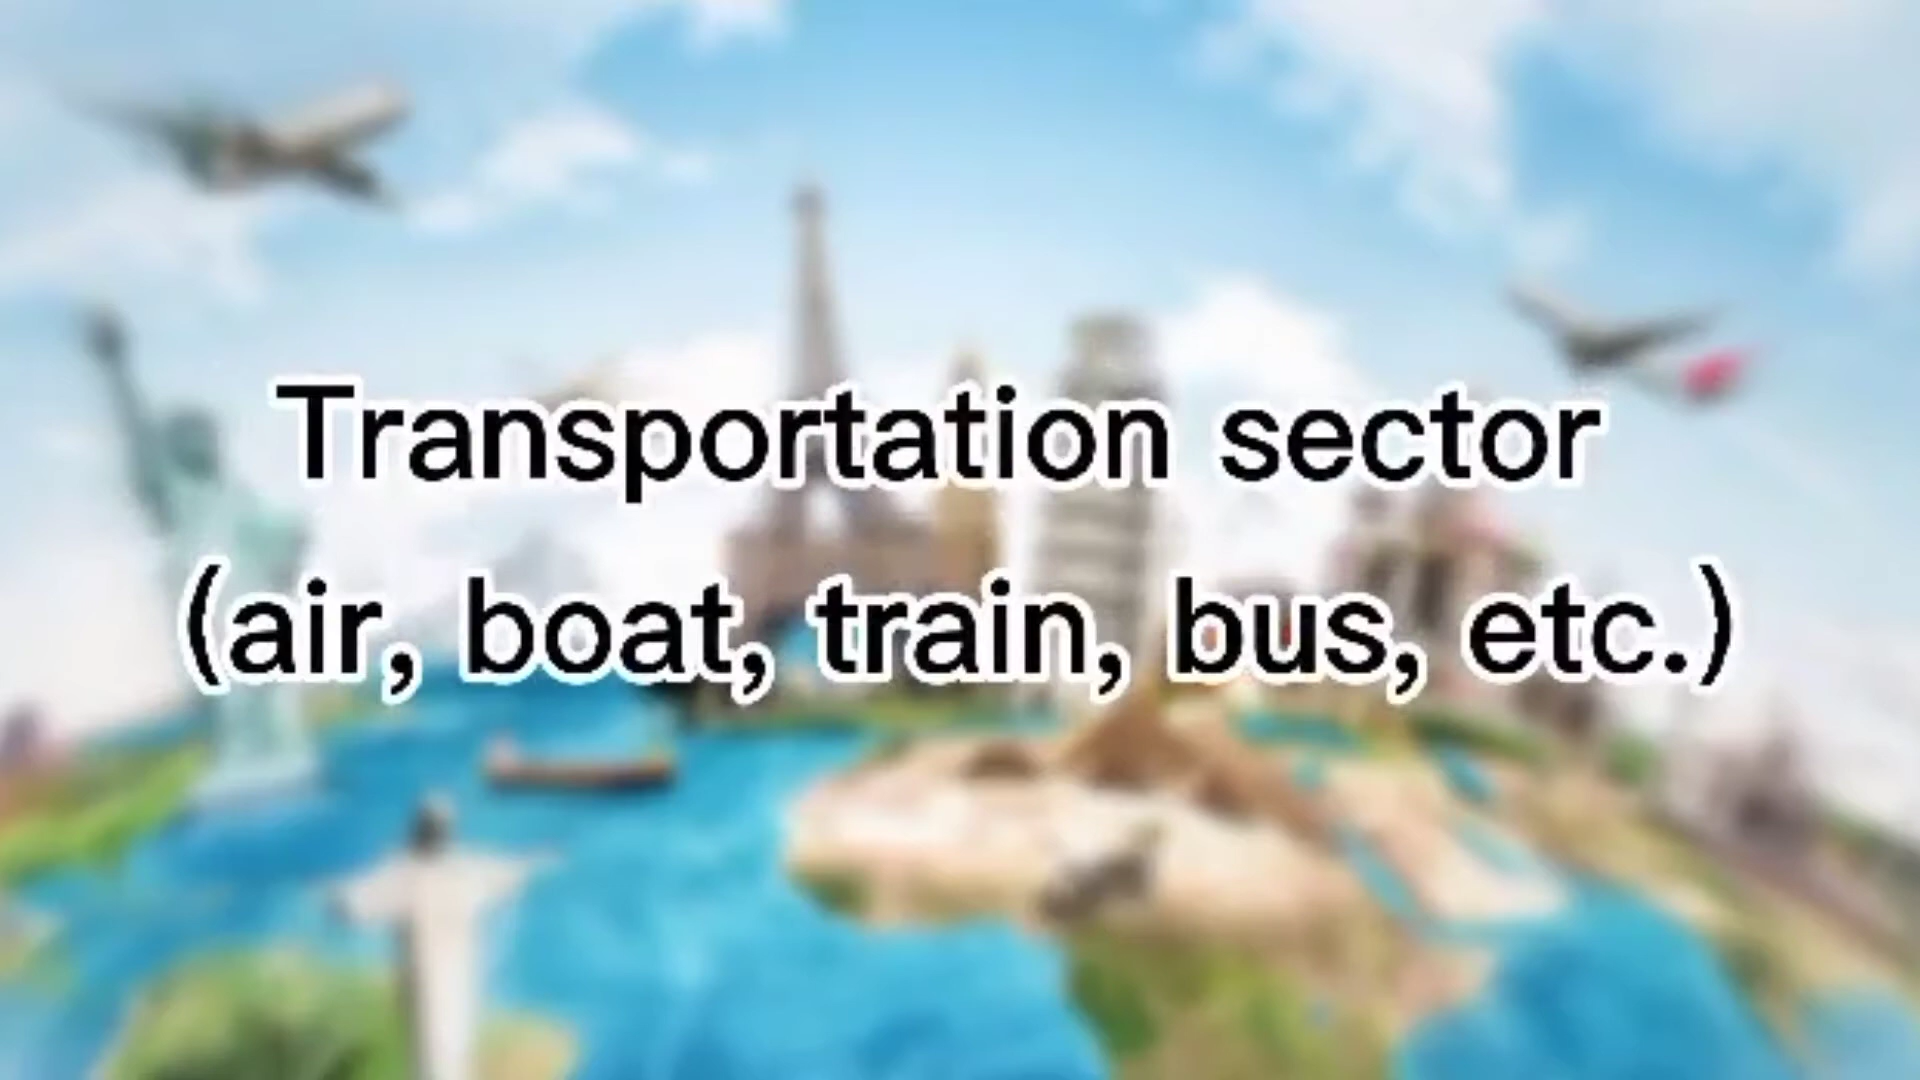 Transportation sector
(air, boat, train, bus, etc.)